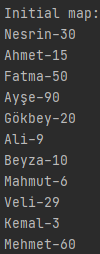 Initial map:
Nesrin-30
Ahmet-15
Fatma-50
Ayşe-90
Gökbey-20
Ali-9
Beyza-10
Mahmut-6
Veli-29
Kemal-3
Mehmet-60